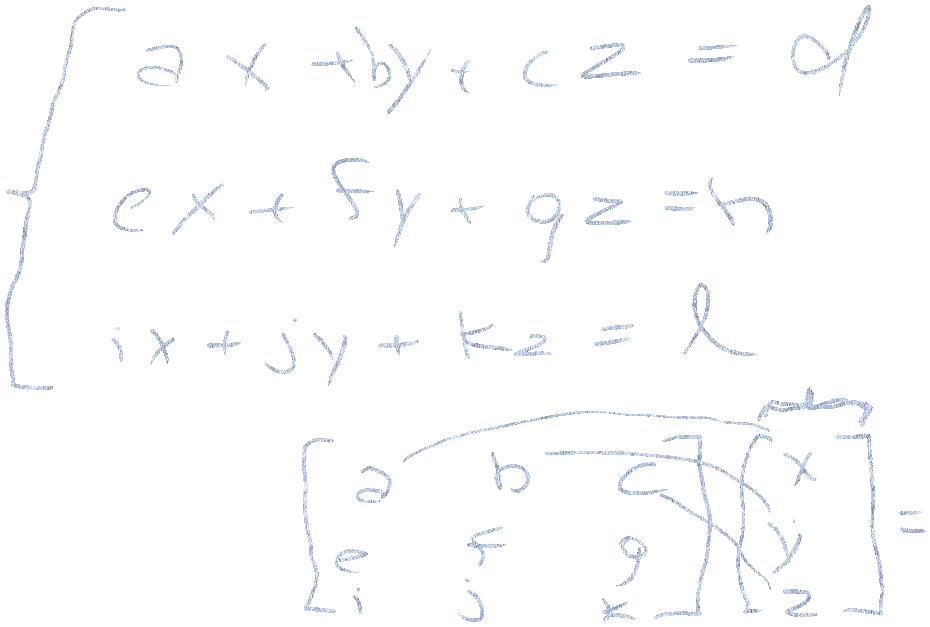 ax + by + cz = d
ex + fy + gz = h
ix + jy + kz = l
[ a b c ] [ x ] =
[ e f g ] [ y ]
[ i j k ] [ z ]